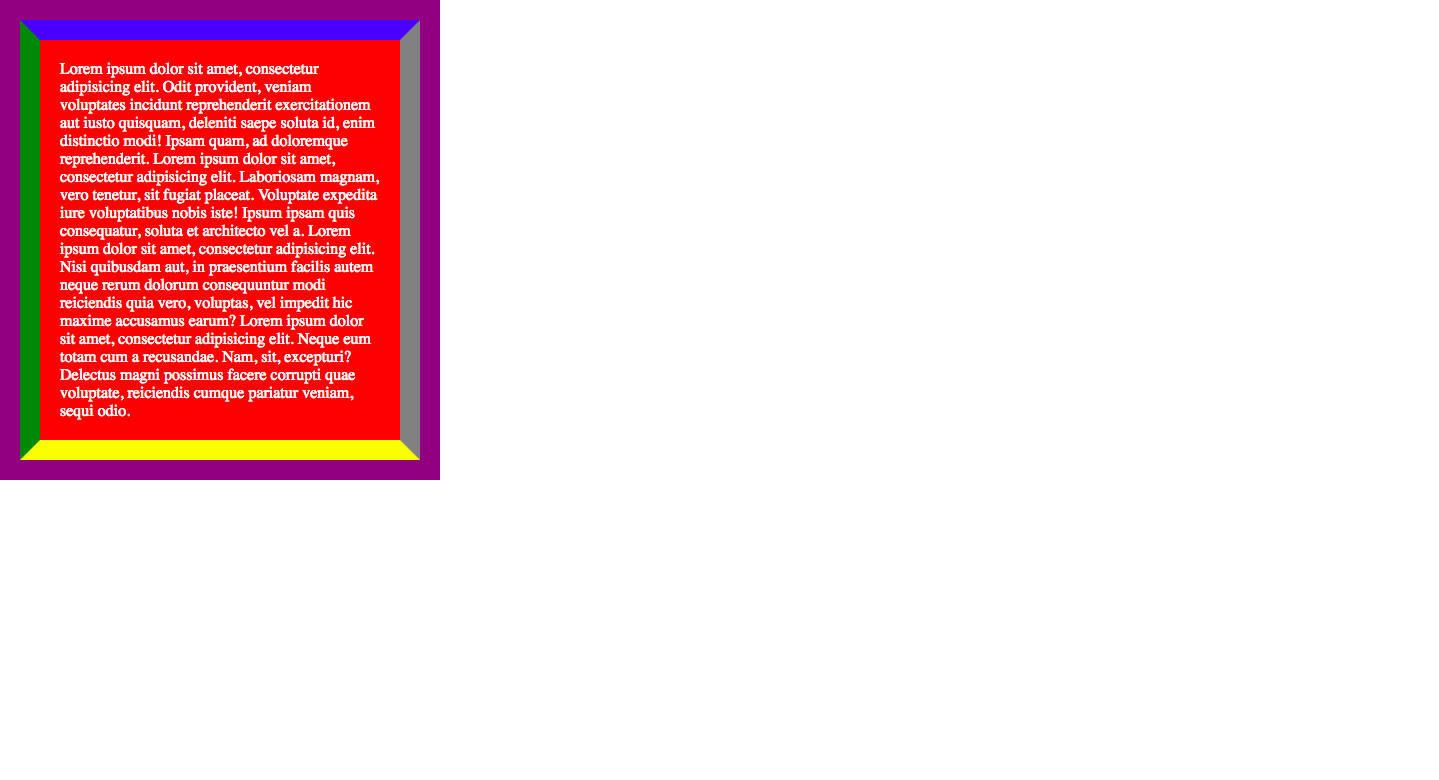 Lorem ipsum dolor sit amet, consectetur
adipisicing elit. Odit provident, veniam
voluptates incidunt reprehenderit exercitationem
aut iusto quisquam, deleniti saepe soluta id, enim
distinctio modi! Ipsam quam, ad doloremque
reprehenderit. Lorem ipsum dolor sit amet,
consectetur adipisicing elit. Laboriosam magnam,
vero tenetur, sit fugiat placeat. Voluptate expedita
iure voluptatibus nobis iste! Ipsum ipsam quis
consequatur, soluta et architecto vel a. Lorem
ipsum dolor sit amet, consectetur adipisicing elit.
Nisi quibusdam aut, in praesentium facilis autem
neque rerum dolorum consequuntur modi
reiciendis quia vero, voluptas, vel impedit hic
maxime accusamus earum? Lorem ipsum dolor
sit amet, consectetur adipisicing elit. Neque eum
totam cum a recusandae. Nam, sit, excepturi?
Delectus magni possimus facere corrupti quae
voluptate, reiciendis cumque pariatur veniam,
sequi odio.